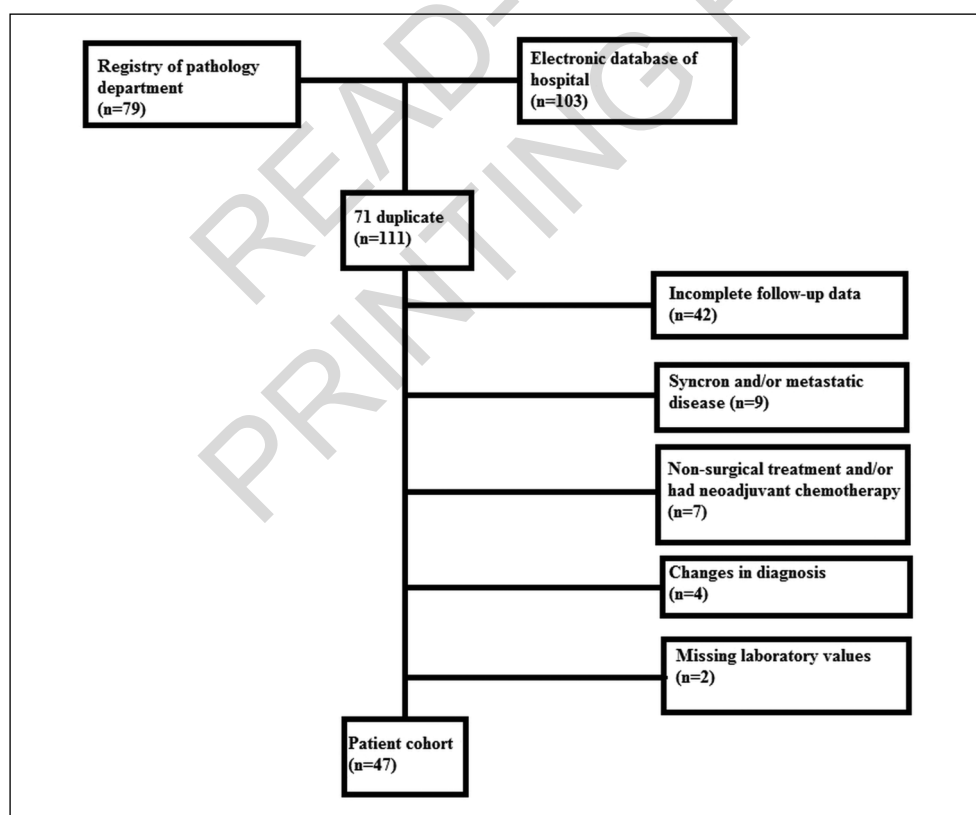 Registry of pathology
department
(n=79)
Electronic database of
hospital
(n=103)
71 duplicate
(n=111)
Incomplete follow-up data
(n=42)
Syncron and/or metastatic
disease (n=9)
Non-surgical treatment and/or
had neoadjuvant chemotherapy
(n=7)
Changes in diagnosis
(n=4)
Missing laboratory values
(n=2)
Patient cohort
(n=47)
READ-
PRINTING